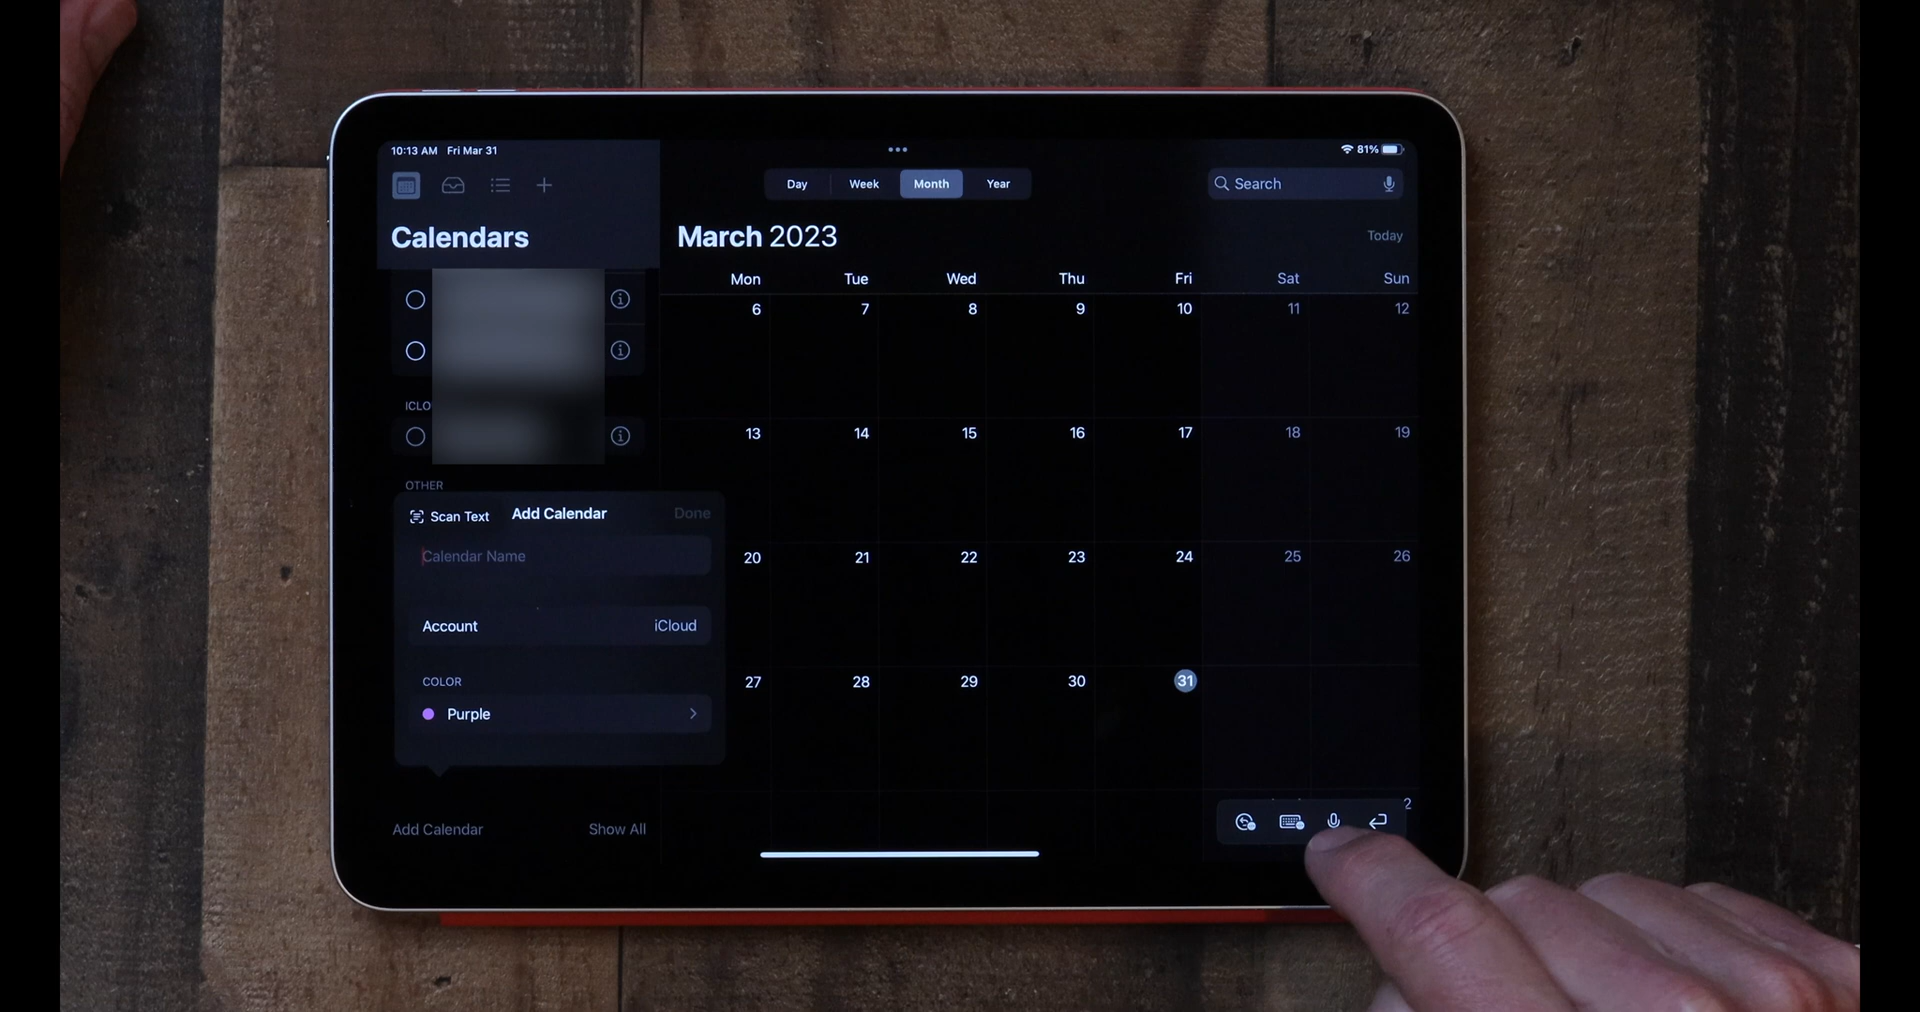 10:13 AM Fri Mar 31
81%
Day Week Month Year
Search
Calendars
March 2023
Today
Mon Tue Wed Thu Fri Sat Sun
6 7 8 9 10 11 12
ICLO
13 14 15 16 17 18 19
OTHER
Scan Text Add Calendar Done
Calendar Name
20 21 22 23 24 25 26
Account iCloud
COLOR
27 28 29 30 31
Purple
2
Add Calendar Show All